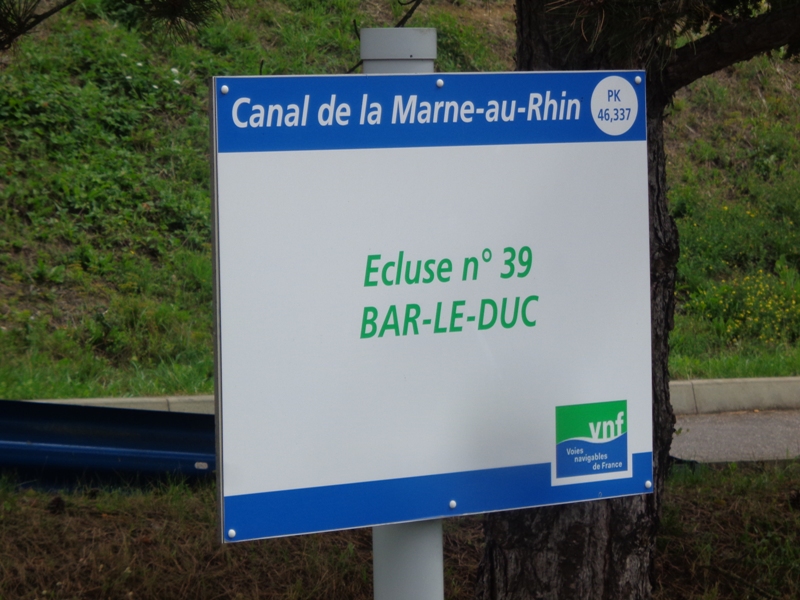 Canal de la Marne-au-Rhin
PK
46,337
Ecluse n° 39
BAR-LE-DUC
vnf
Voies
navigables
de France